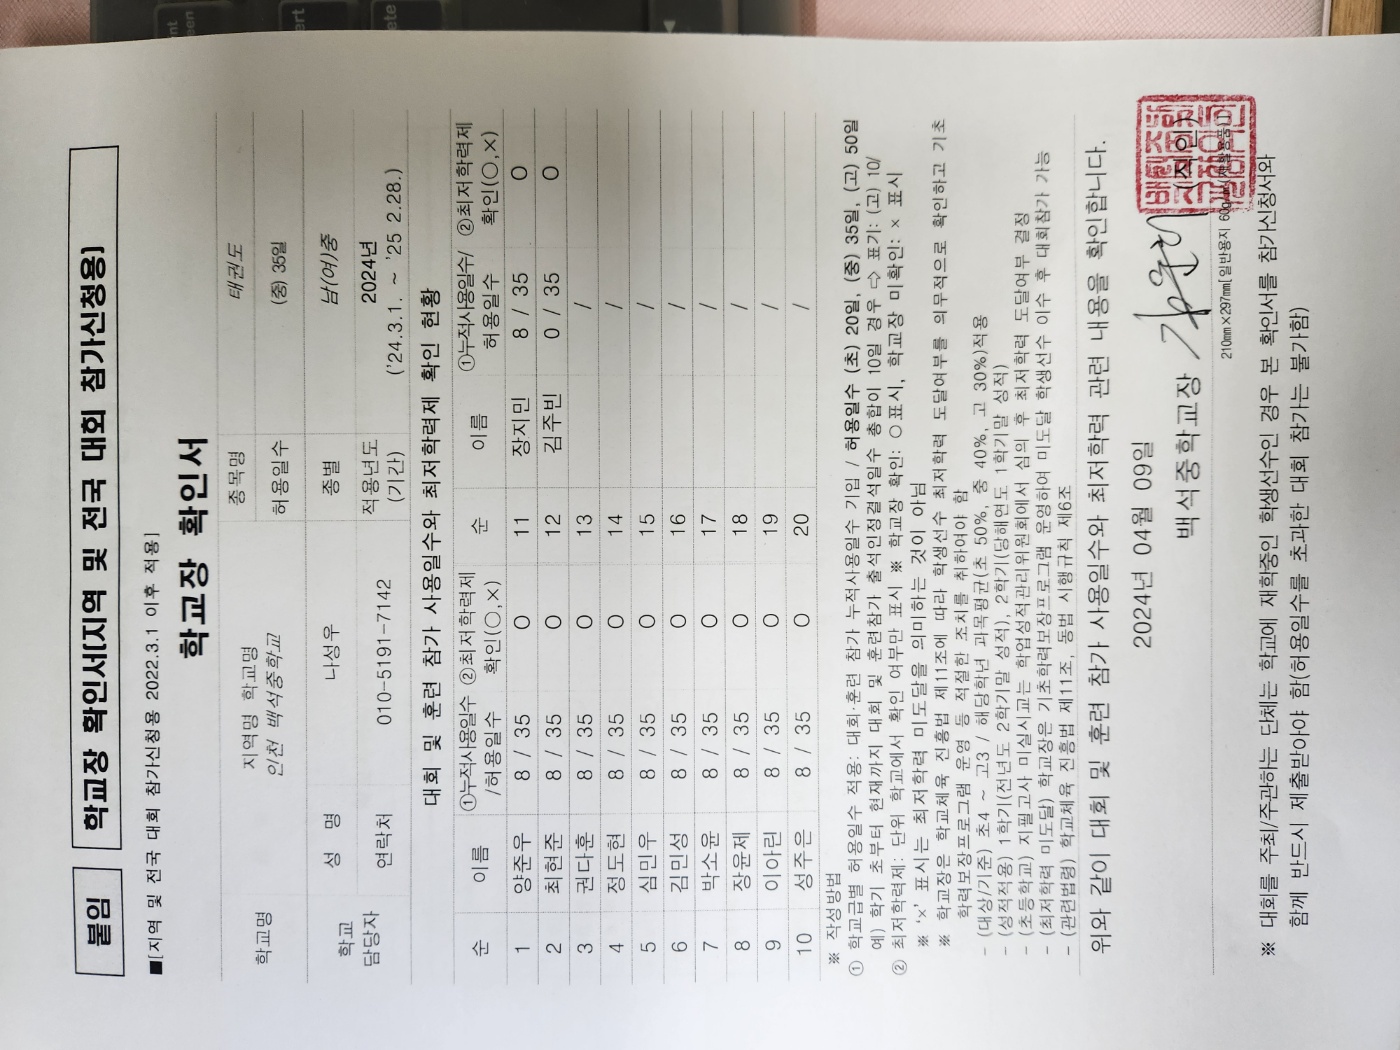 붙임 학교장 확인서[지역 및 전국 대회 참가신청용]
■[지역 및 전국 대회 참가신청용 2022.3.1 이후 적용]
학교장 확인서
학교명 지역명 학교명 종목명 태권도
인천 백석중학교 허용일수 (중) 35일
학교 담당자 성 명 나성우 종별 남(여)중
연락처 010-5191-7142 적용년도 (기간) 2024년
('24.3.1. ~ '25 2.28.)
대회 및 훈련 참가 사용일수와 최저학력제 확인 현황
순 이름 ①누적사용일수/허용일수 ②최저학력제 확인(○,×) 순 이름 ①누적사용일수/허용일수 ②최저학력제 확인(○,×)
1 양준우 8 / 35 O 11 장지민 8 / 35 O
2 최현준 8 / 35 O 12 김주빈 0 / 35 O
3 권다훈 8 / 35 O 13 /
4 정도현 8 / 35 O 14 /
5 심민우 8 / 35 O 15 /
6 김민성 8 / 35 O 16 /
7 박소윤 8 / 35 O 17 /
8 장윤제 8 / 35 O 18 /
9 이아린 8 / 35 O 19 /
10 성주은 8 / 35 O 20 /
※ 작성방법
① 학교급별 허용일수 적용: 대회·훈련 참가 누적사용일수 기입 / 허용일수 (초) 20일, (중) 35일, (고) 50일
예) 학기 초부터 현재까지 대회 및 훈련참가 출석인정결석일수 총합이 10일 경우 ⇨ 표기: (고) 10/
② 최저학력제: 단위 학교에서 확인 여부만 표시 ※ 학교장 확인: ○표시, 학교장 미확인: × 표시
※ '×' 표시는 최저학력 미도달을 의미하는 것이 아님
※ 학교장은 학교체육 진흥법 제11조에 따라 학생선수 최저학력 도달여부를 의무적으로 확인하고 기초
학력보장프로그램 운영 등 적절한 조치를 취하여야 함
- (대상/기준) 초4 ~ 고3 / 해당학년 과목평균(초 50%, 중 40%, 고 30%)적용
- (성적적용) 1학기(전년도 2학기말 성적), 2학기(당해연도 1학기말 성적)
- (초등학교) 지필고사 미실시교는 학업성적관리위원회에서 심의 후 최저학력 도달여부 결정
- (최저학력 미도달) 학교장은 기초학력보장프로그램 운영하여 미도달 학생선수 이수 후 대회참가 가능
- (관련법령) 학교체육 진흥법 제11조, 동법 시행규칙 제6조
위와 같이 대회 및 훈련 참가 사용일수와 최저학력 관련 내용을 확인합니다.
2024년 04월 09일
백석중학교장 (직인)
210㎜×297㎜[일반용지 60g/㎡(재활용품)]
※ 대회를 주최/주관하는 단체는 학교에 재학중인 학생선수인 경우 본 확인서를 참가신청서와
함께 반드시 제출받아야 함(허용일수를 초과한 대회 참가는 불가함)